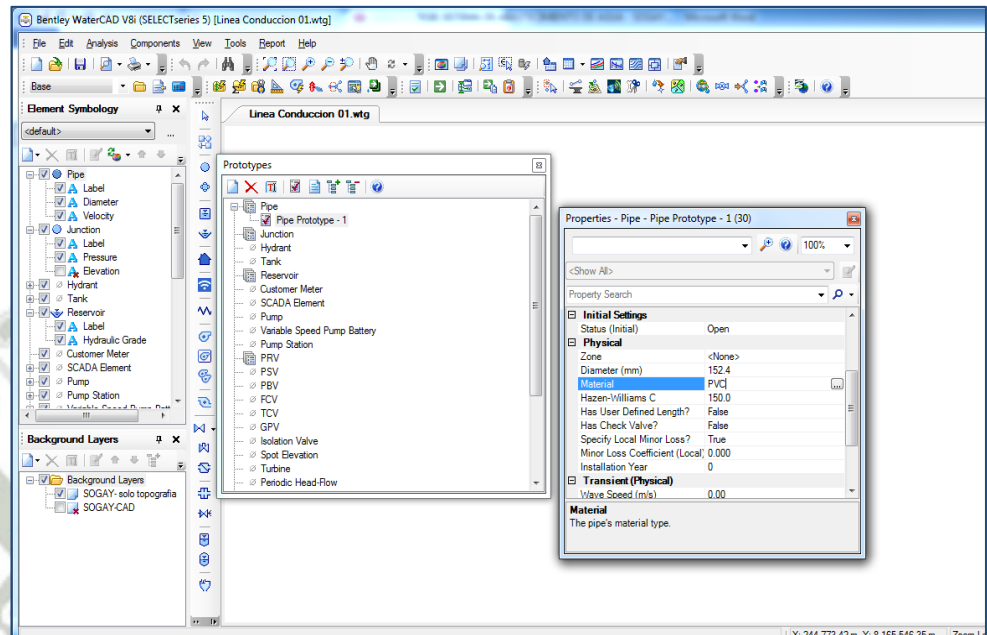 Bentley WaterCAD V8i (SELECTseries 5) [Linea Conduccion 01.wtg]
File Edit Analysis Components View Tools Report Help
Base
Element Symbology
<default>
Pipe
Label
Diameter
Velocity
Junction
Label
Pressure
Elevation
Hydrant
Tank
Reservoir
Label
Hydraulic Grade
Customer Meter
SCADA Element
Pump
Pump Station
Variable Speed Pump Batt
Background Layers
Background Layers
SOGAY- solo topografia
SOGAY-CAD
Linea Conduccion 01.wtg
Prototypes
Pipe
Pipe Prototype - 1
Junction
Hydrant
Tank
Reservoir
Customer Meter
SCADA Element
Pump
Variable Speed Pump Battery
Pump Station
PRV
PSV
PBV
FCV
TCV
GPV
Isolation Valve
Spot Elevation
Turbine
Periodic Head-Flow
Properties - Pipe - Pipe Prototype - 1 (30)
100%
<Show All>
Property Search
Initial Settings
Status (Initial) Open
Physical
Zone <None>
Diameter (mm) 152.4
Material PVC
Hazen-Williams C 150.0
Has User Defined Length? False
Has Check Valve? False
Specify Local Minor Loss? True
Minor Loss Coefficient (Local) 0.000
Installation Year 0
Transient (Physical)
Wave Speed (m/s) 0.00
Material
The pipe's material type.